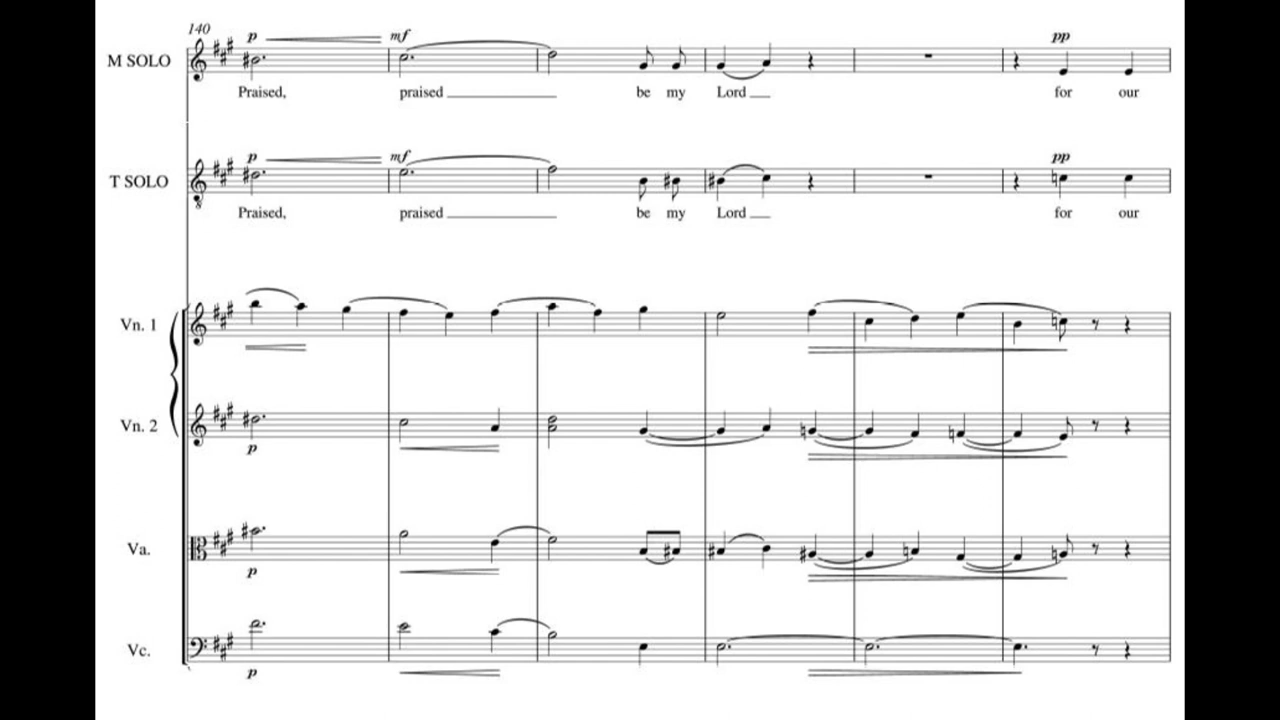 140
p mf pp
M SOLO
Praised, praised be my Lord for our
p mf pp
T SOLO
8
Praised, praised be my Lord for our
Vn. 1
Vn. 2
p
Va.
p
Vc.
p